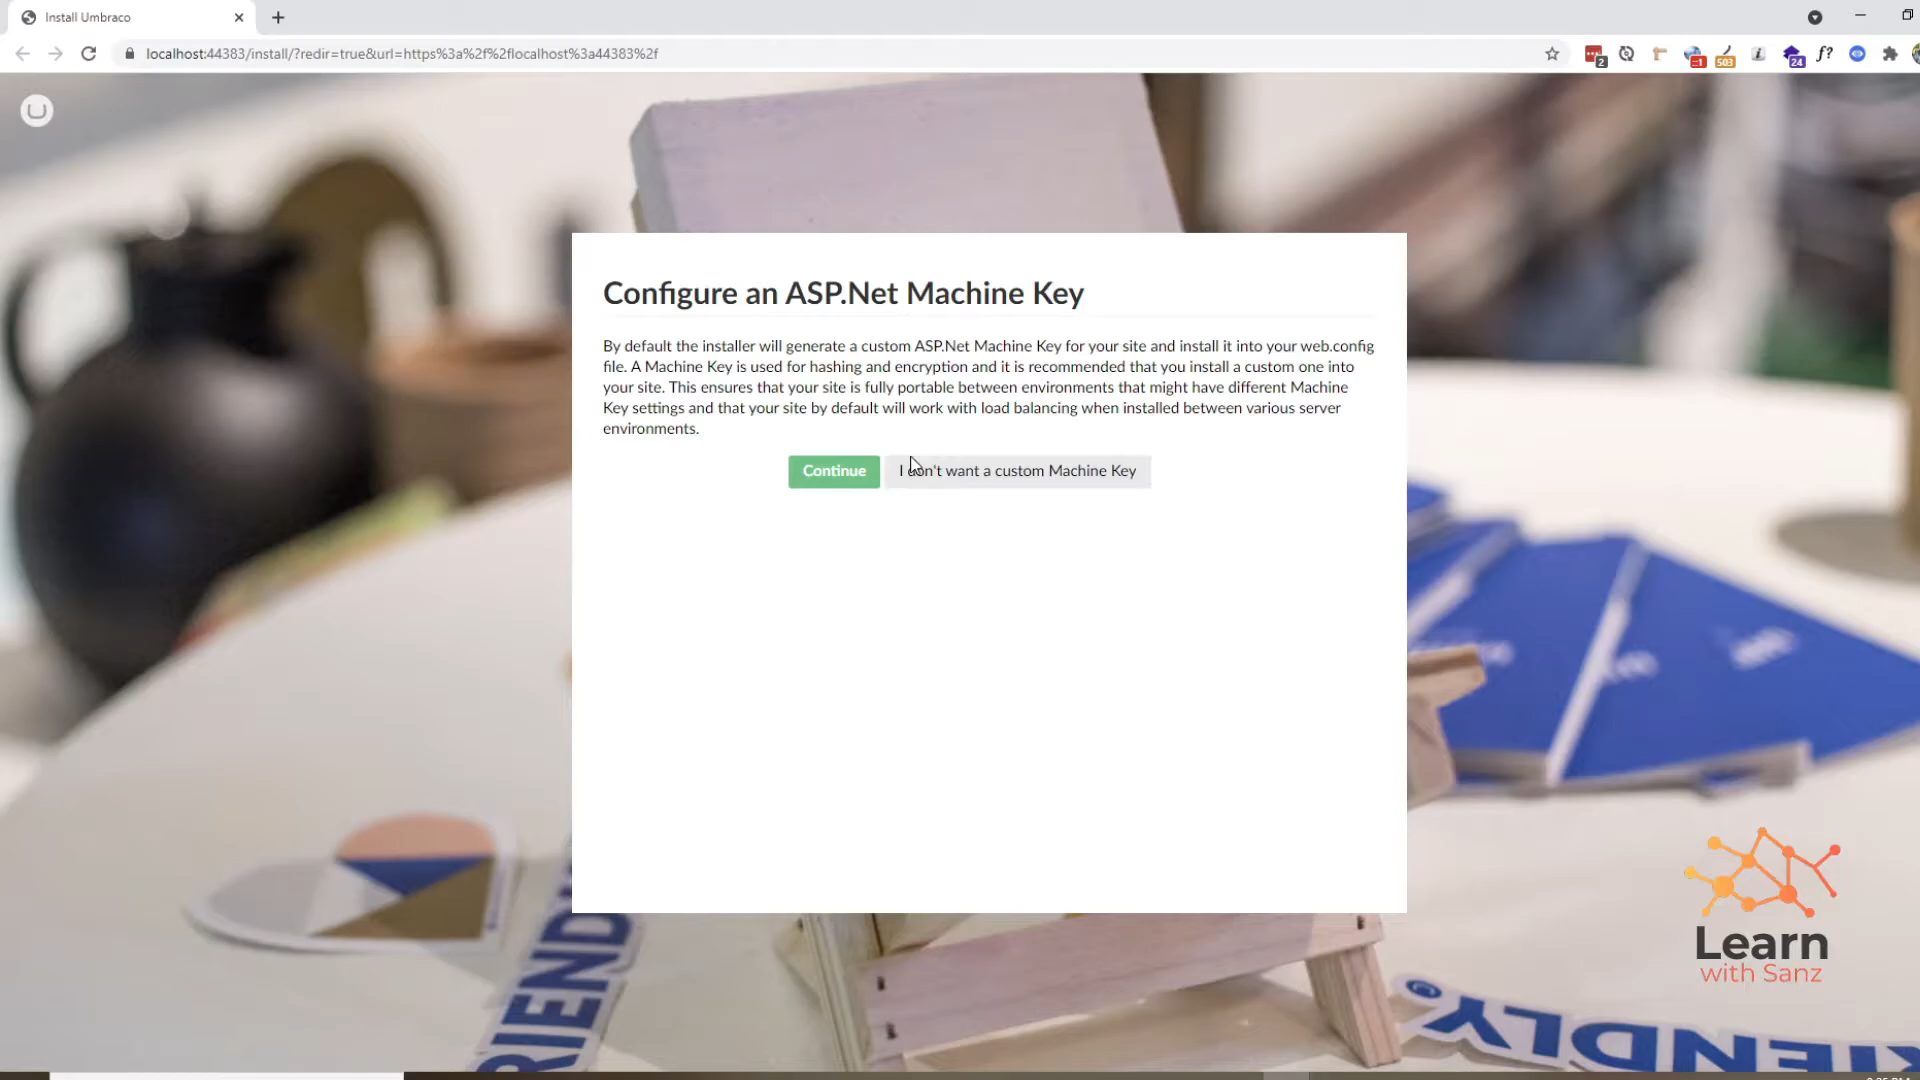 Install Umbraco
localhost:44383/install/?redir=true&url=https%3a%2f%2flocalhost%3a44383%2f
2
::1
503
i
24
f?
Configure an ASP.Net Machine Key
By default the installer will generate a custom ASP.Net Machine Key for your site and install it into your web.config
file. A Machine Key is used for hashing and encryption and it is recommended that you install a custom one into
your site. This ensures that your site is fully portable between environments that might have different Machine
Key settings and that your site by default will work with load balancing when installed between various server
environments.
Continue
I don't want a custom Machine Key
Learn
with Sanz
RIENDLY